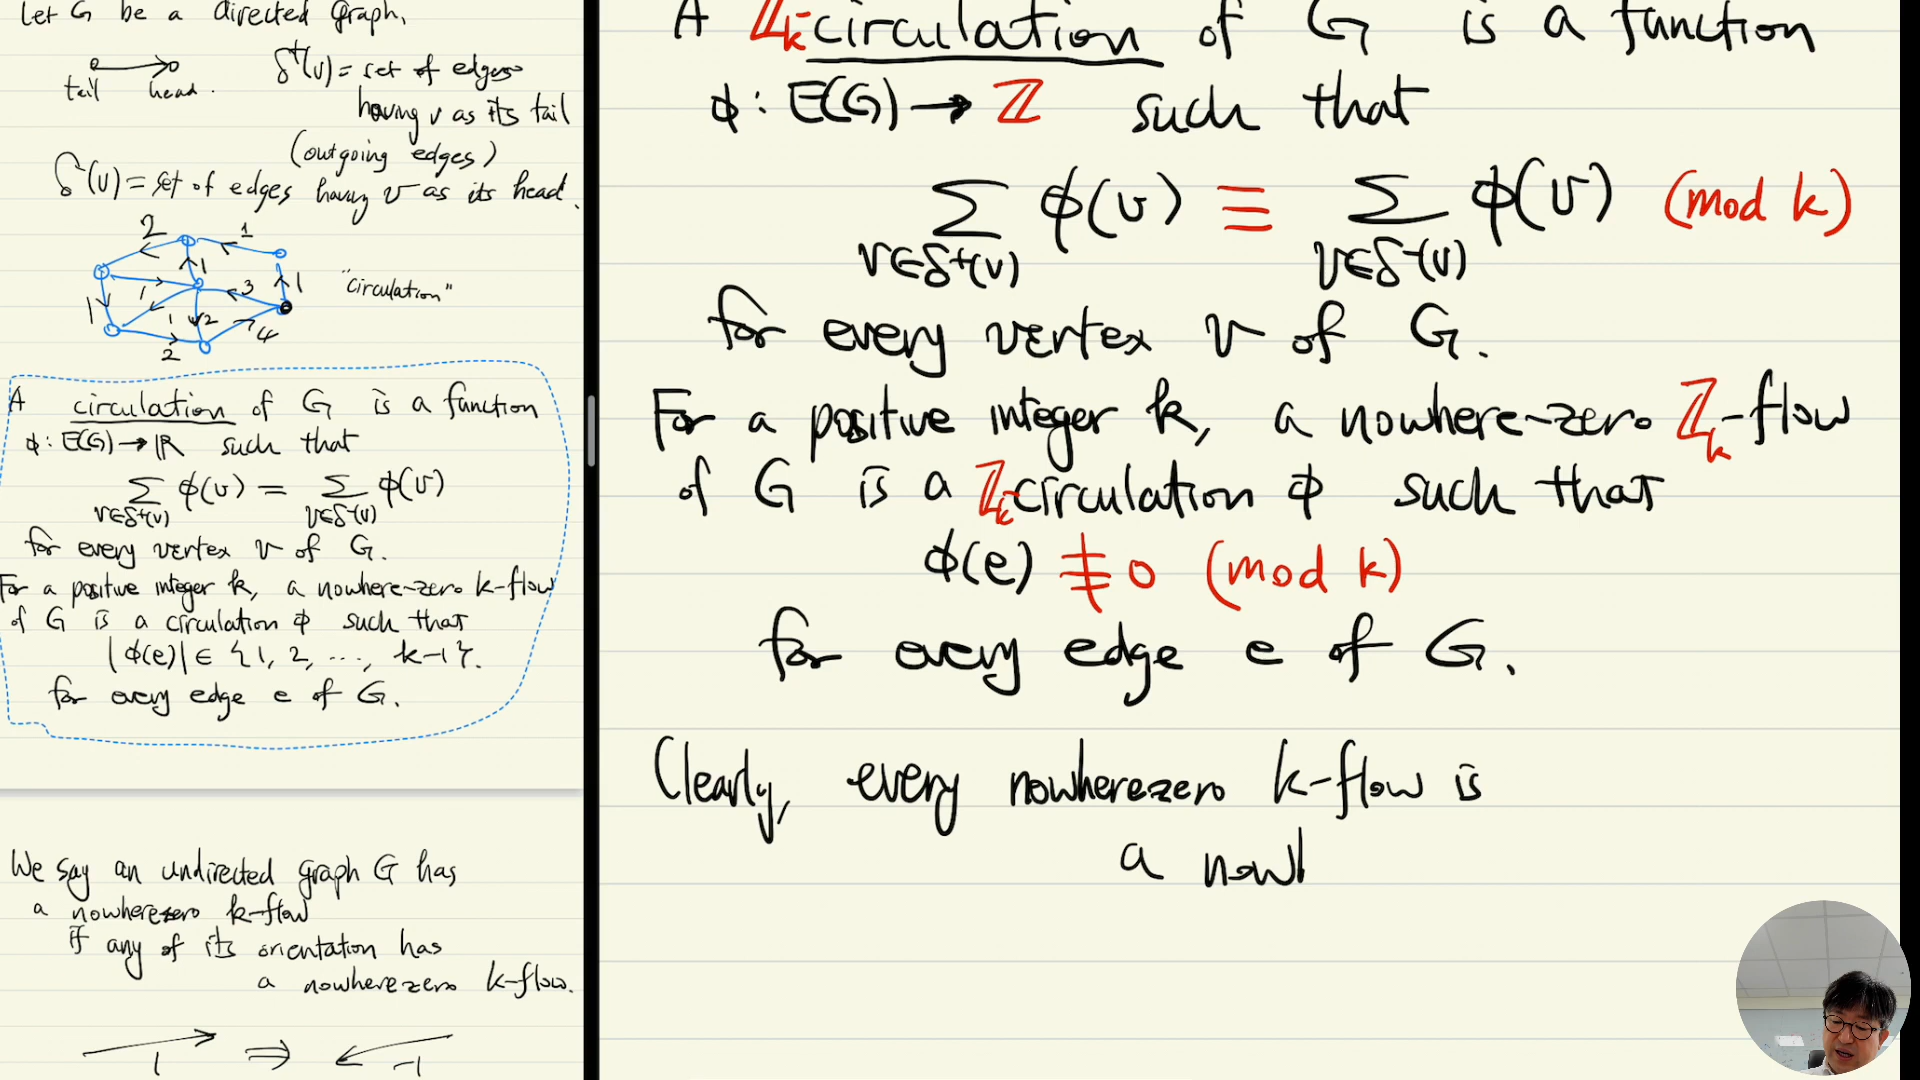 Let G be a directed graph,
tail head.
δ⁺(v) = set of edges
having v as its tail
(outgoing edges)
δ⁻(v) = set of edges having v as its head.
2 1
1 1
1 3 1
1 1 2 4
2
"circulation"
A circulation of G is a function
ϕ: E(G) → ℝ such that
∑ ϕ(v) = ∑ ϕ(v)
v∈δ⁺(v) v∈δ⁻(v)
for every vertex v of G.
For a positive integer k, a nowhere-zero k-flow
of G is a circulation ϕ such that
|ϕ(e)| ∈ {1, 2, ..., k-1}.
for every edge e of G.
We say an undirected graph G has
a nowherezero k-flow
if any of its orientation has
a nowherezero k-flow.
1 ⇒ -1
A ℤk-circulation of G is a function
ϕ: E(G) → ℤ such that
∑ ϕ(v) ≡ ∑ ϕ(v) (mod k)
v∈δ⁺(v) v∈δ⁻(v)
for every vertex v of G.
For a positive integer k, a nowhere-zero ℤk-flow
of G is a ℤk-circulation ϕ such that
ϕ(e) ≢ 0 (mod k)
for every edge e of G.
Clearly, every nowherezero k-flow is
a nowh